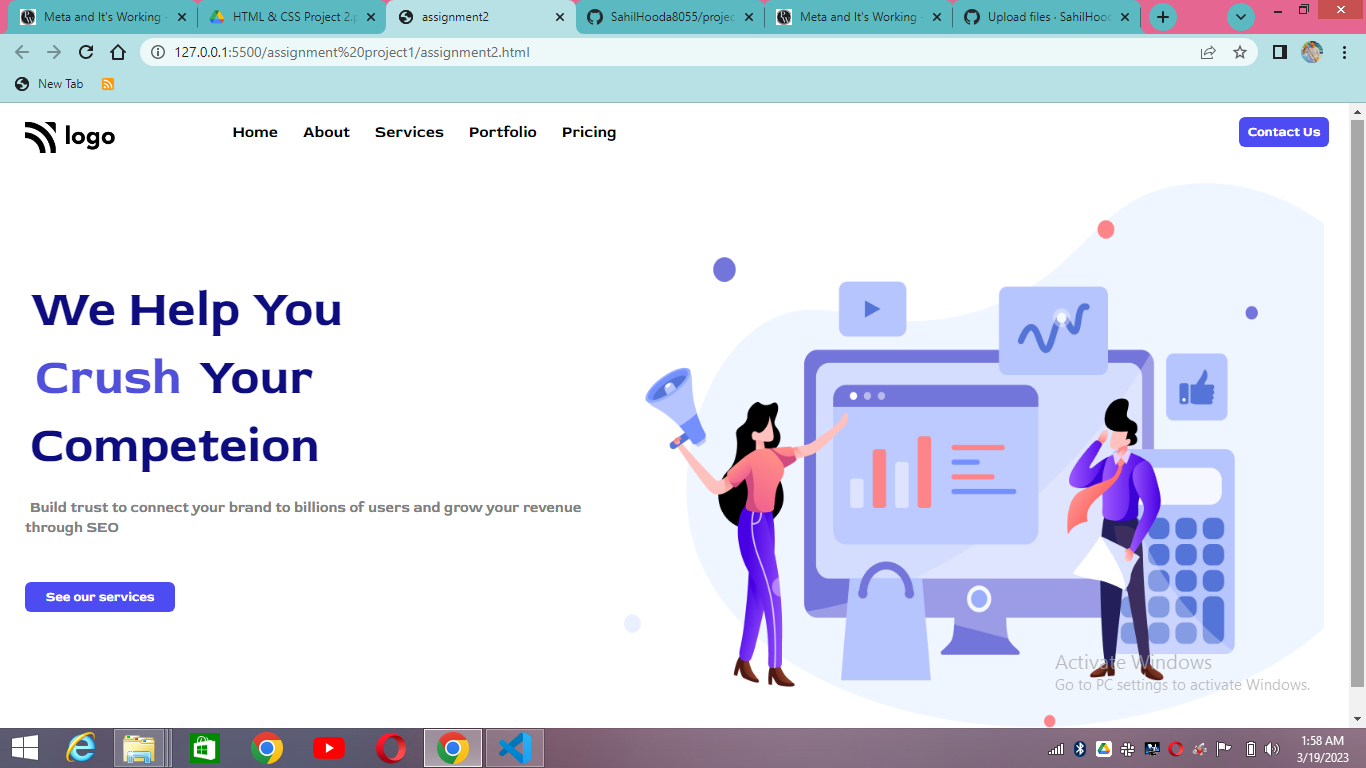 Meta and It's Working
HTML & CSS Project 2.p
assignment2
SahilHooda8055/projec
Meta and It's Working
Upload files · SahilHooc
127.0.0.1:5500/assignment%20project1/assignment2.html
New Tab
logo
Home
About
Services
Portfolio
Pricing
Contact Us
We Help You
Crush Your
Competeion
Build trust to connect your brand to billions of users and grow your revenue
through SEO
See our services
Activate Windows
Go to PC settings to activate Windows.
1:58 AM
3/19/2023